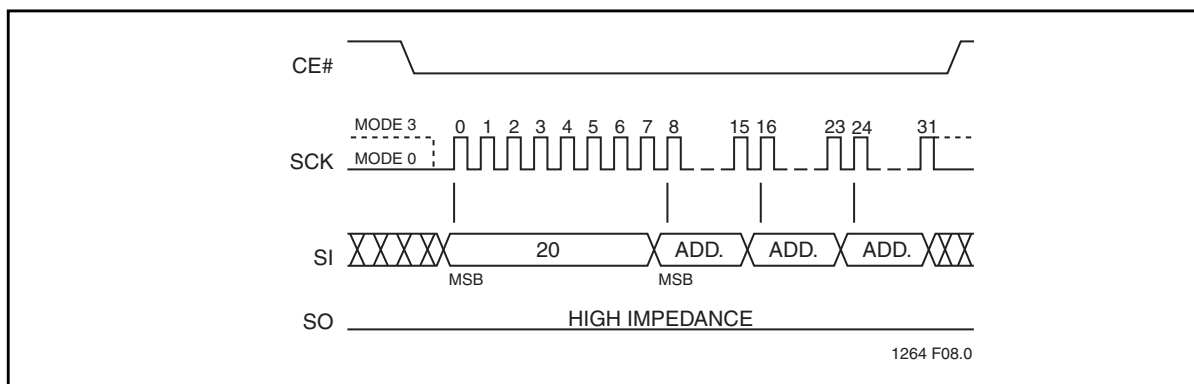 CE#
MODE 3
0 1 2 3 4 5 6 7 8 15 16 23 24 31
SCK
MODE 0
SI
20 ADD. ADD. ADD.
MSB MSB
SO
HIGH IMPEDANCE
1264 F08.0